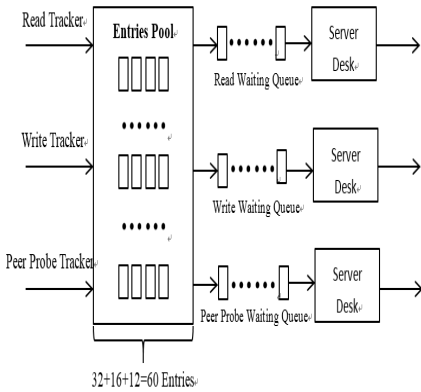 Read Tracker
Entries Pool
Server
Desk
Read Waiting Queue
Write Tracker
Server
Desk
Write Waiting Queue
Peer Probe Tracker
Server
Desk
Peer Probe Waiting Queue
32+16+12=60 Entries